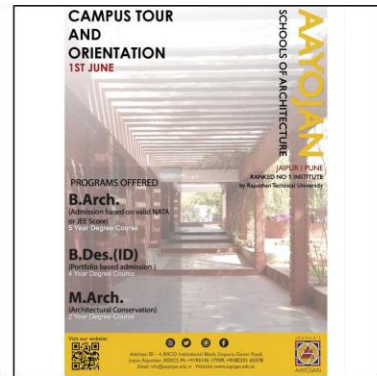 CAMPUS TOUR
AND
ORIENTATION
1ST JUNE
AAYOJAN
SCHOOLS OF ARCHITECTURE
JAIPUR I PUNE
RANKED NO 1 INSTITUTE
by Rajasthan Technical University
PROGRAMS OFFERED
B.Arch.
(Admission based on valid NATA
or JEE Score)
5 Year Degree Course
B.Des.(ID)
(Portfolio based admission )
4 Year Degree Course
M.Arch.
(Architectural Conservation)
2 Year Degree Course
Visit our website:
AAYOJAN